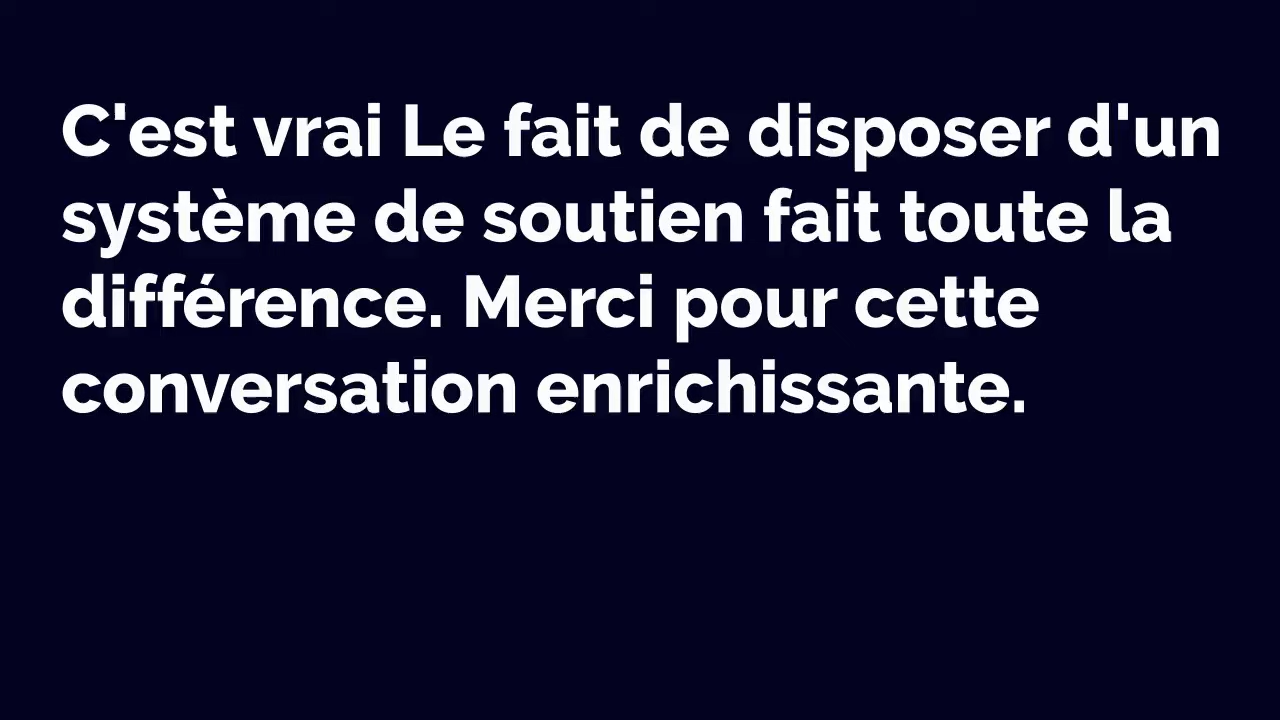 C'est vrai Le fait de disposer d'un
système de soutien fait toute la
différence. Merci pour cette
conversation enrichissante.